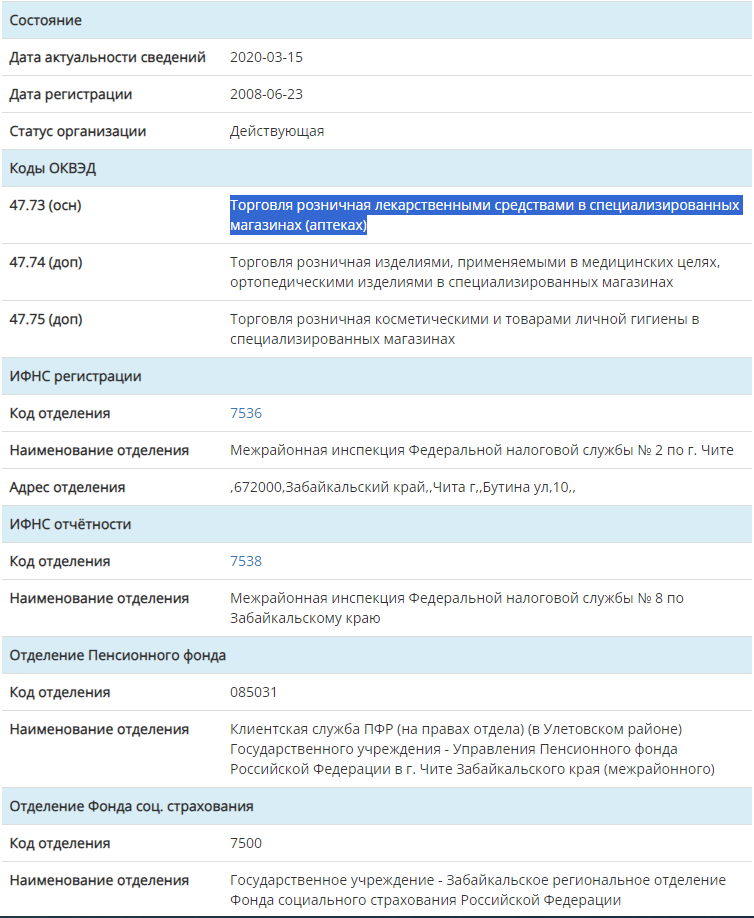 Состояние
Дата актуальности сведений 2020-03-15
Дата регистрации 2008-06-23
Статус организации Действующая
Коды ОКВЭД
47.73 (осн) Торговля розничная лекарственными средствами в специализированных
магазинах (аптеках)
47.74 (доп) Торговля розничная изделиями, применяемыми в медицинских целях,
ортопедическими изделиями в специализированных магазинах
47.75 (доп) Торговля розничная косметическими и товарами личной гигиены в
специализированных магазинах
ИФНС регистрации
Код отделения 7536
Наименование отделения Межрайонная инспекция Федеральной налоговой службы № 2 по г. Чите
Адрес отделения ,672000,Забайкальский край,,Чита г,,Бутина ул,10,,
ИФНС отчётности
Код отделения 7538
Наименование отделения Межрайонная инспекция Федеральной налоговой службы № 8 по
Забайкальскому краю
Отделение Пенсионного фонда
Код отделения 085031
Наименование отделения Клиентская служба ПФР (на правах отдела) (в Улетовском районе)
Государственного учреждения - Управления Пенсионного фонда
Российской Федерации в г. Чите Забайкальского края (межрайонного)
Отделение Фонда соц. страхования
Код отделения 7500
Наименование отделения Государственное учреждение - Забайкальское региональное отделение
Фонда социального страхования Российской Федерации